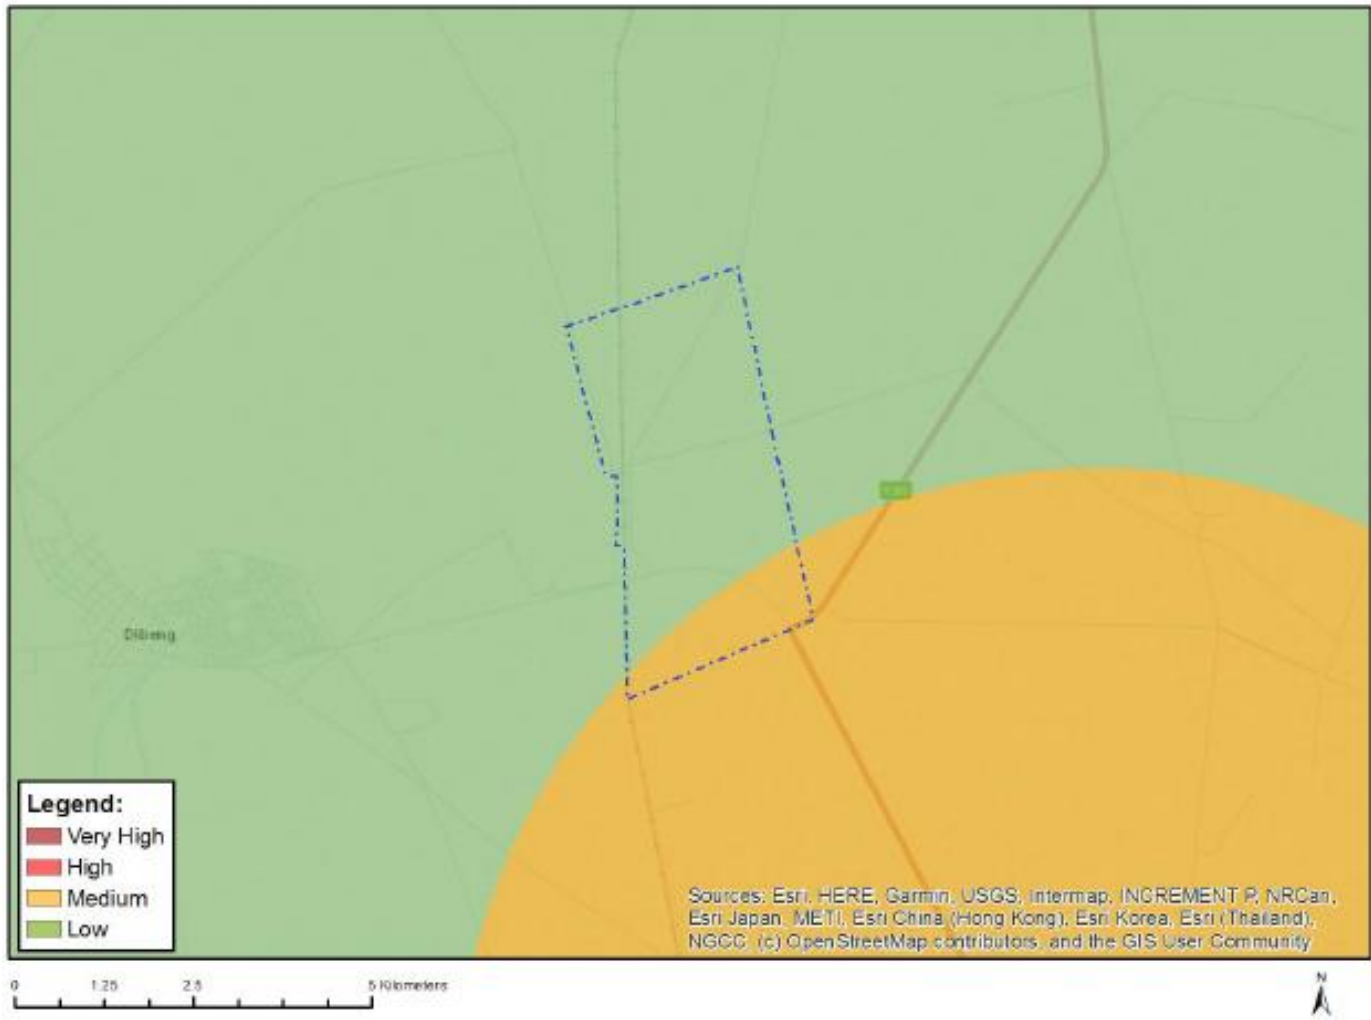 Dibeng
Legend:
Very High
High
Medium
Low
Sources: Esri, HERE, Garmin, USGS, Intermap, INCREMENT P, NRCan,
Esri Japan, METI, Esri China (Hong Kong), Esri Korea, Esri (Thailand),
NGCC, (c) OpenStreetMap contributors, and the GIS User Community
0 1.25 2.5 5 Kilometers
N